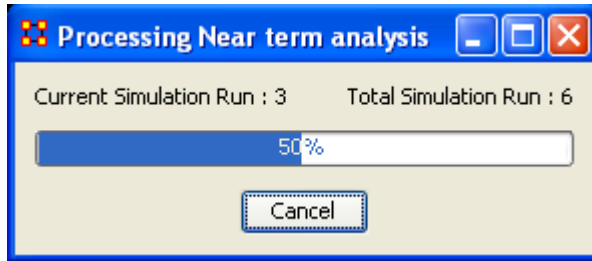 Processing Near term analysis
Current Simulation Run : 3 Total Simulation Run : 6
50%
Cancel